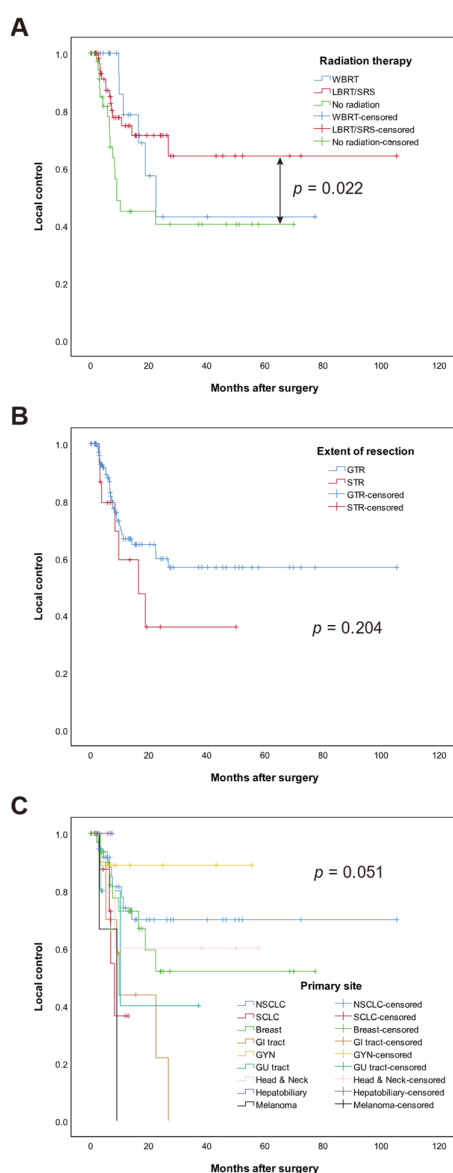 A
Radiation therapy
WBRT
LBRT/SRS
No radiation
WBRT-censored
LBRT/SRS-censored
No radiation-censored
1.0
0.8
0.6
0.4
0.2
0.0
Local control
p = 0.022
0 20 40 60 80 100 120
Months after surgery
B
Extent of resection
GTR
STR
GTR-censored
STR-censored
1.0
0.8
0.6
0.4
0.2
0.0
Local control
p = 0.204
0 20 40 60 80 100 120
Months after surgery
C
1.0
0.8
0.6
0.4
0.2
0.0
Local control
p = 0.051
Primary site
NSCLC NSCLC-censored
SCLC SCLC-censored
Breast Breast-censored
GI tract GI tract-censored
GYN GYN-censored
GU tract GU tract-censored
Head & Neck Head & Neck-censored
Hepatobiliary Hepatobiliary-censored
Melanoma Melanoma-censored
0 20 40 60 80 100 120
Months after surgery